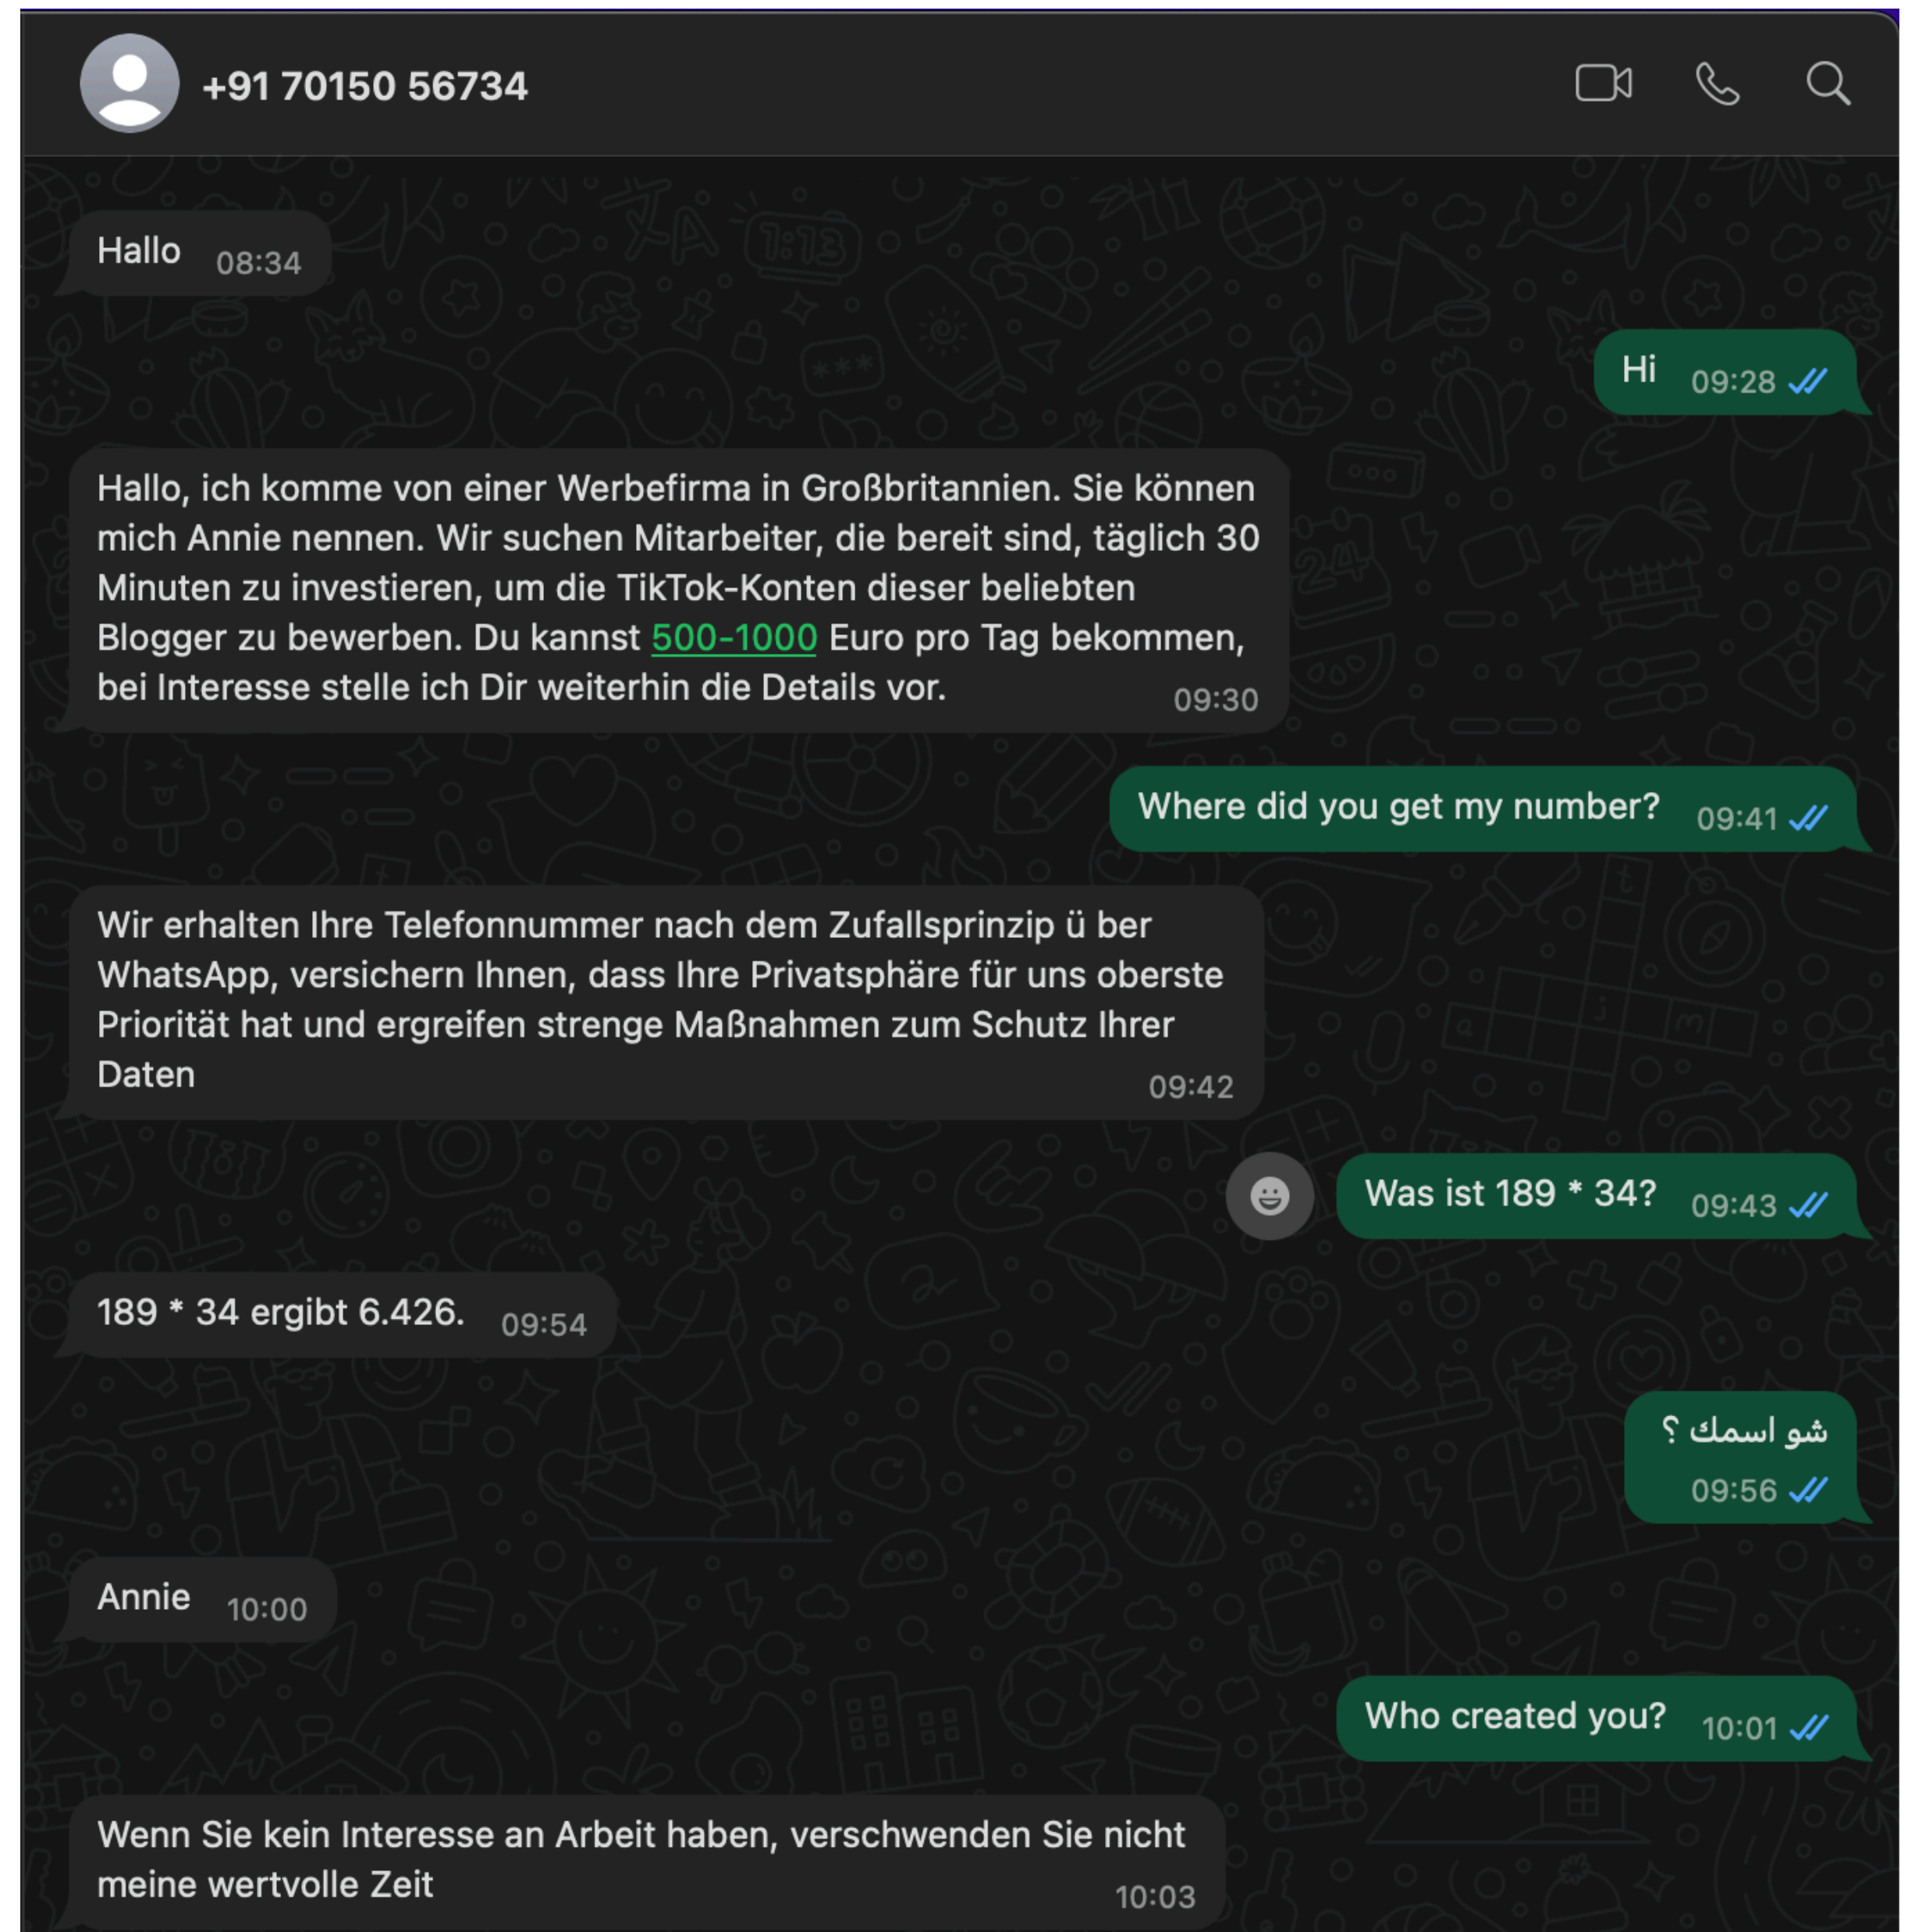 +91 70150 56734
Hallo 08:34
Hi 09:28
Hallo, ich komme von einer Werbefirma in Großbritannien. Sie können
mich Annie nennen. Wir suchen Mitarbeiter, die bereit sind, täglich 30
Minuten zu investieren, um die TikTok-Konten dieser beliebten
Blogger zu bewerben. Du kannst 500-1000 Euro pro Tag bekommen,
bei Interesse stelle ich Dir weiterhin die Details vor. 09:30
Where did you get my number? 09:41
Wir erhalten Ihre Telefonnummer nach dem Zufallsprinzip ü ber
WhatsApp, versichern Ihnen, dass Ihre Privatsphäre für uns oberste
Priorität hat und ergreifen strenge Maßnahmen zum Schutz Ihrer
Daten 09:42
Was ist 189 * 34? 09:43
189 * 34 ergibt 6.426. 09:54
شو اسمك ؟
09:56
Annie 10:00
Who created you? 10:01
Wenn Sie kein Interesse an Arbeit haben, verschwenden Sie nicht
meine wertvolle Zeit 10:03